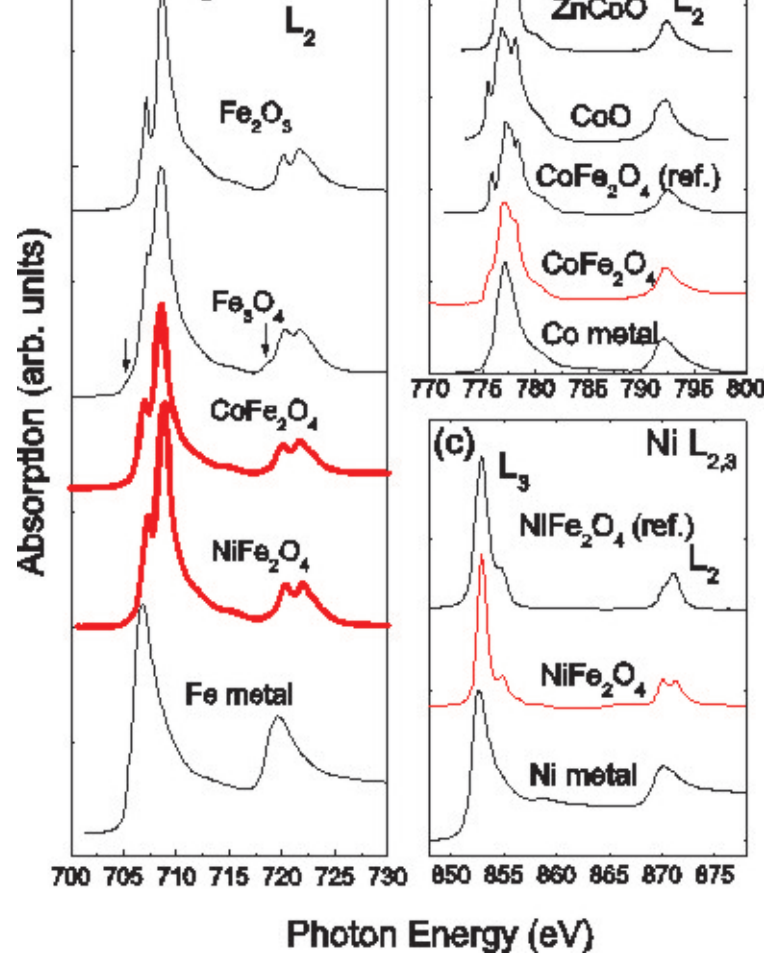 L₂
Fe₂O₃
Fe₃O₄
CoFe₂O₄
NiFe₂O₄
Fe metal
Absorption (arb. units)
700 705 710 715 720 725 730
ZnCoO L₂
CoO
CoFe₂O₄ (ref.)
CoFe₂O₄
Co metal
770 775 780 785 790 795 800
(c) Ni L₂,₃
L₃
NiFe₂O₄ (ref.)
L₂
NiFe₂O₄
Ni metal
850 855 860 865 870 875
Photon Energy (eV)